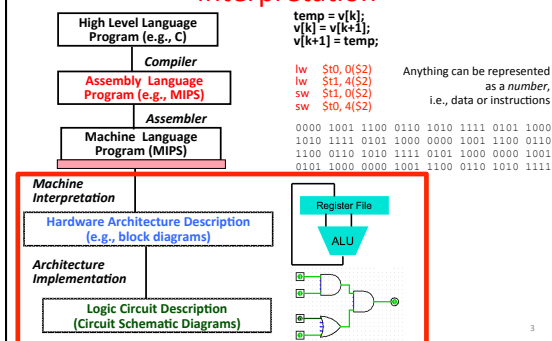 Interpretation
High Level Language
Program (e.g., C)
temp = v[k];
v[k] = v[k+1];
v[k+1] = temp;
Compiler
Assembly Language
Program (e.g., MIPS)
lw $t0, 0($2)
lw $t1, 4($2)
sw $t1, 0($2)
sw $t0, 4($2)
Anything can be represented
as a number,
i.e., data or instructions
Assembler
Machine Language
Program (MIPS)
0000 1001 1100 0110 1010 1111 0101 1000
1010 1111 0101 1000 0000 1001 1100 0110
1100 0110 1010 1111 0101 1000 0000 1001
0101 1000 0000 1001 1100 0110 1010 1111
Machine
Interpretation
Register File
Hardware Architecture Description
(e.g., block diagrams)
ALU
Architecture
Implementation
Logic Circuit Description
(Circuit Schematic Diagrams)
3